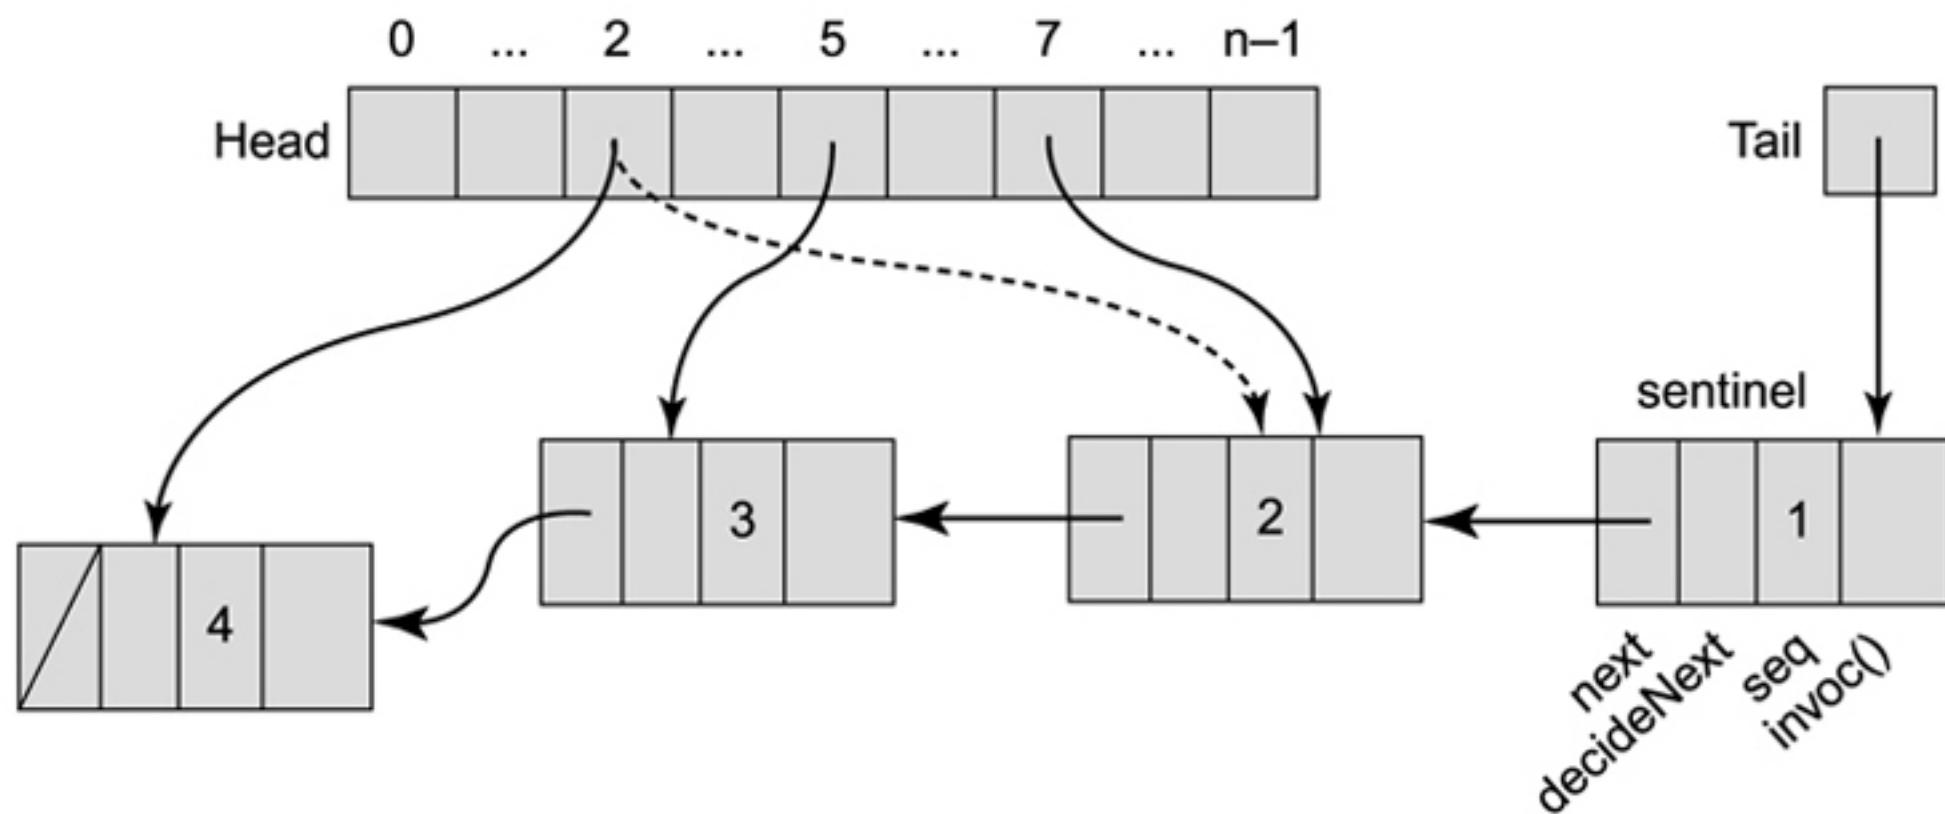 0 ... 2 ... 5 ... 7 ... n–1
Head
Tail
sentinel
3
2
1
4
next
decideNext
seq
invoc()